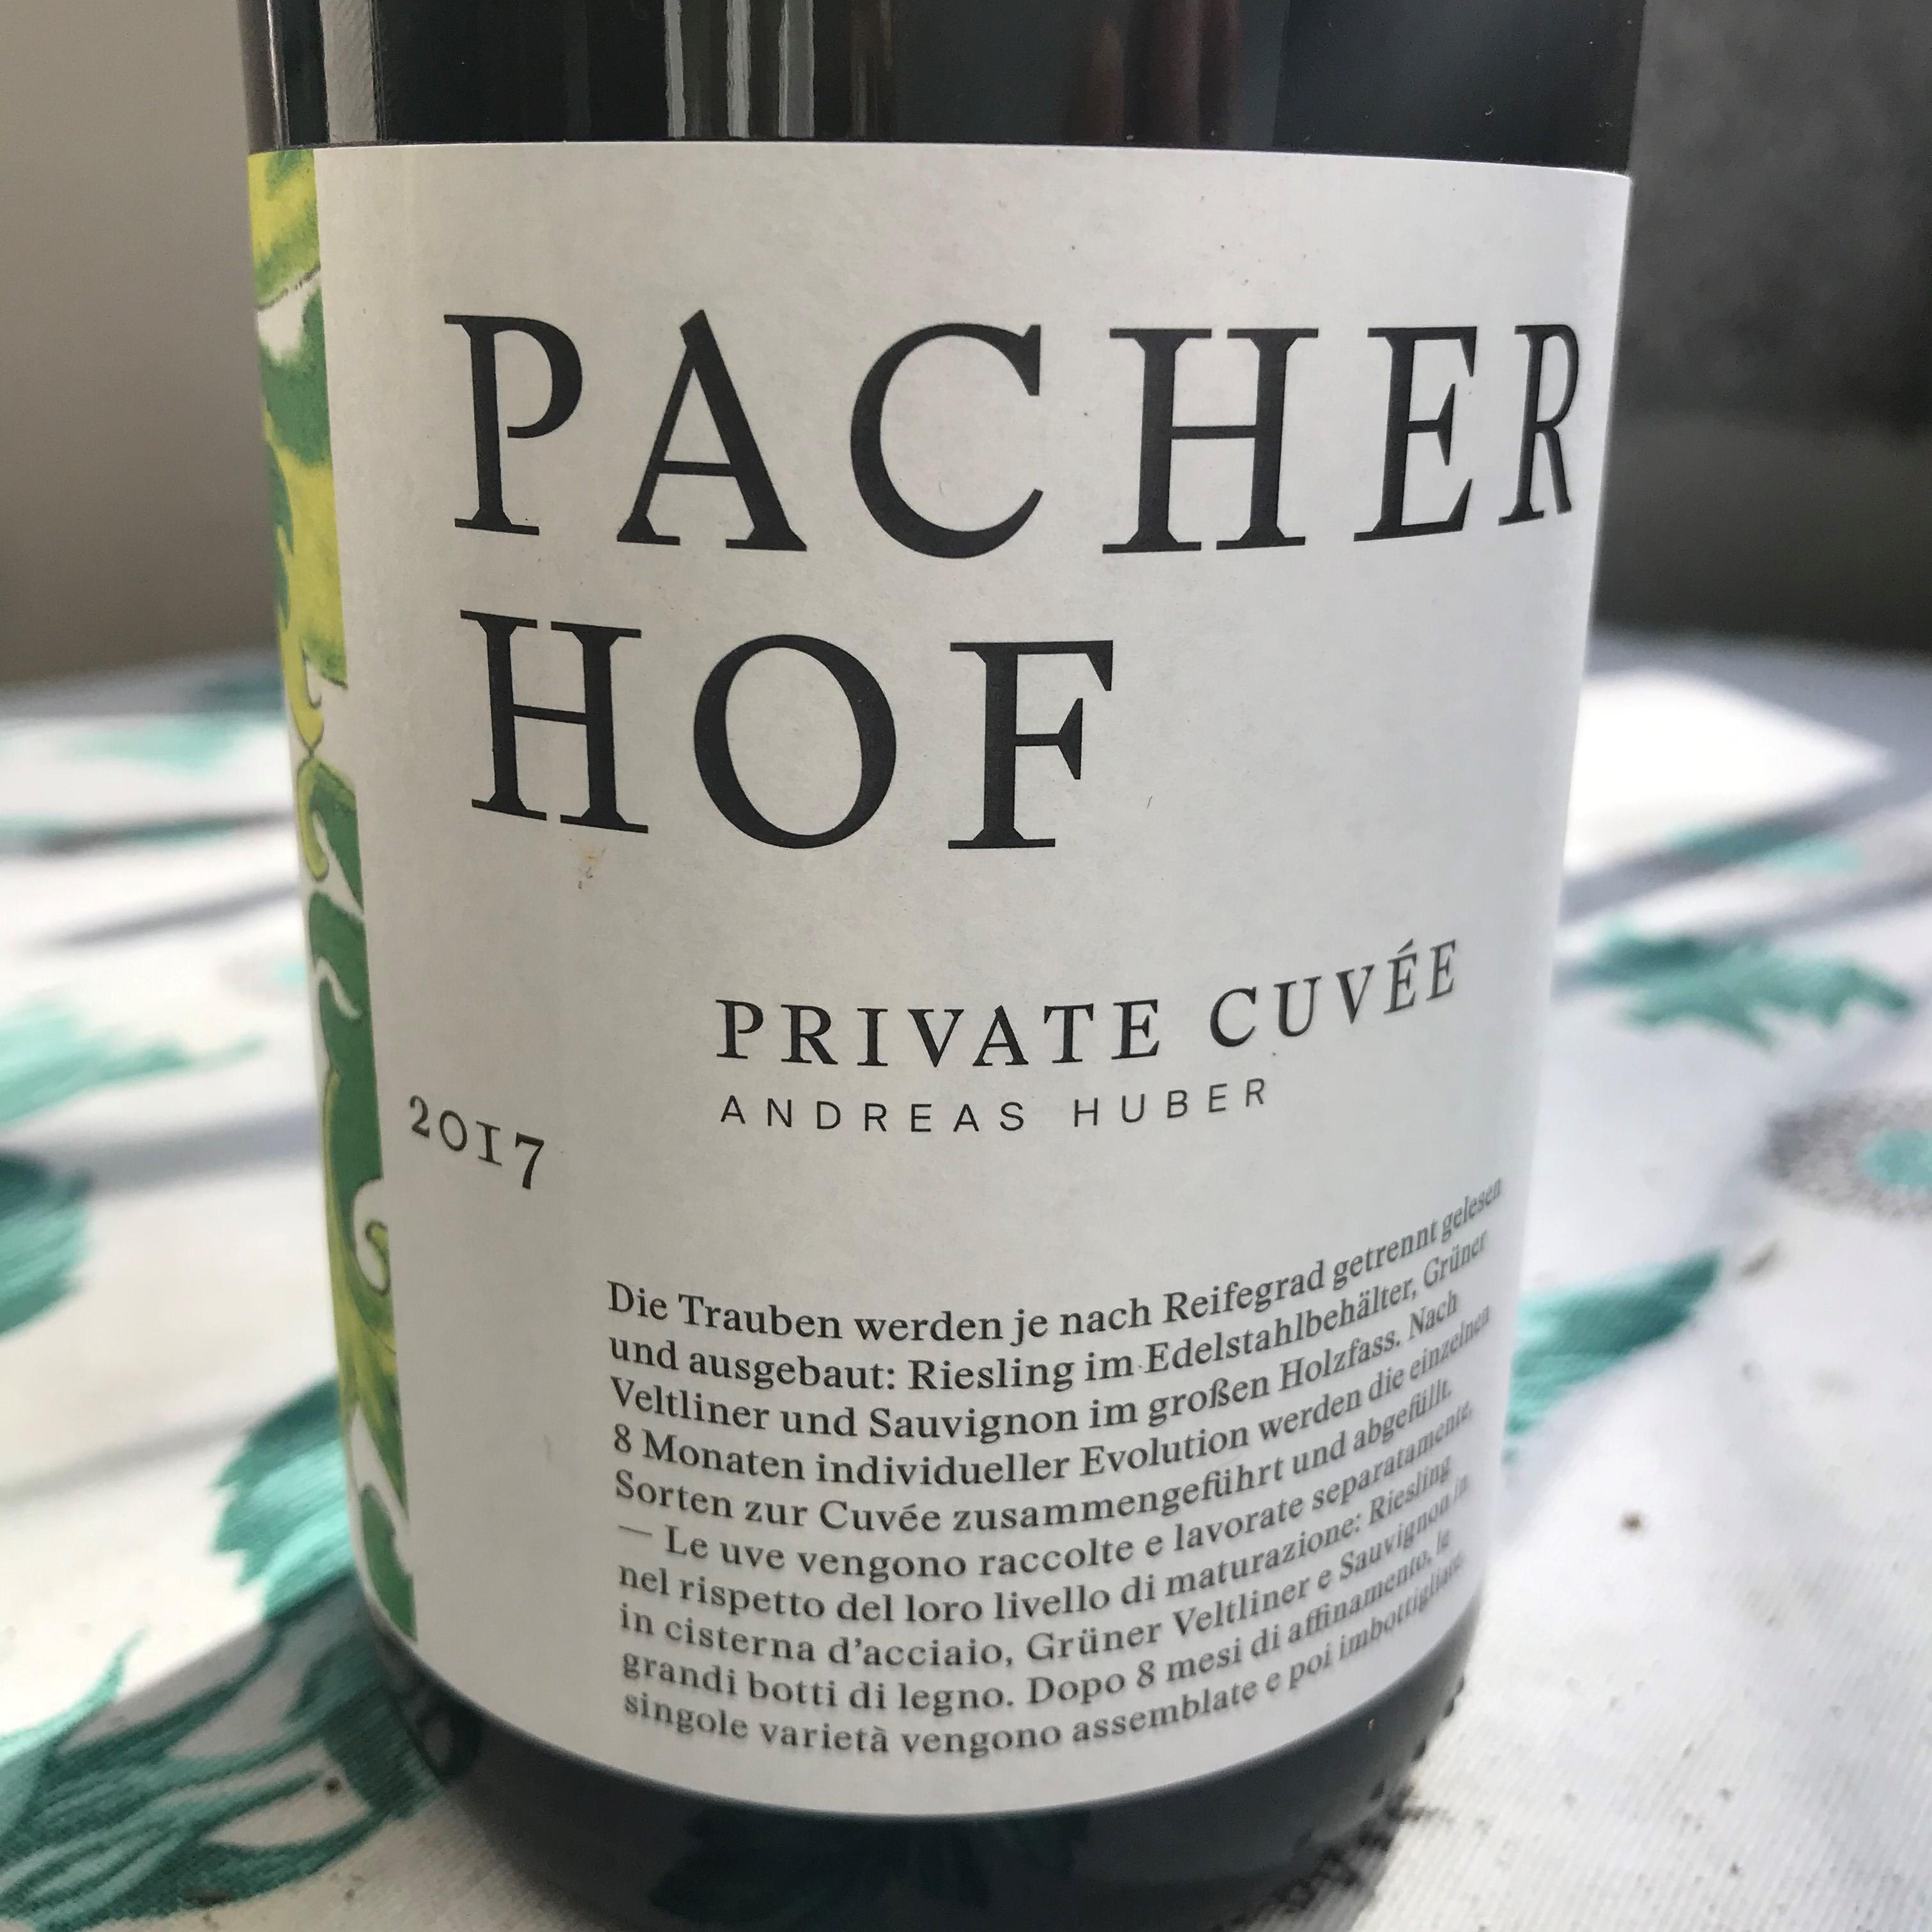 PACHER
HOF
PRIVATE CUVÉE
ANDREAS HUBER
2017
Die Trauben werden je nach Reifegrad getrennt gelesen
und ausgebaut: Riesling im Edelstahlbehälter, Grüner
Veltliner und Sauvignon im großen Holzfass. Nach
8 Monaten individueller Evolution werden die einzelnen
Sorten zur Cuvée zusammengeführt und abgefüllt.
— Le uve vengono raccolte e lavorate separatamente,
nel rispetto del loro livello di maturazione: Riesling
in cisterna d’acciaio, Grüner Veltliner e Sauvignon in
grandi botti di legno. Dopo 8 mesi di affinamento, le
singole varietà vengono assemblate e poi imbottigliate.